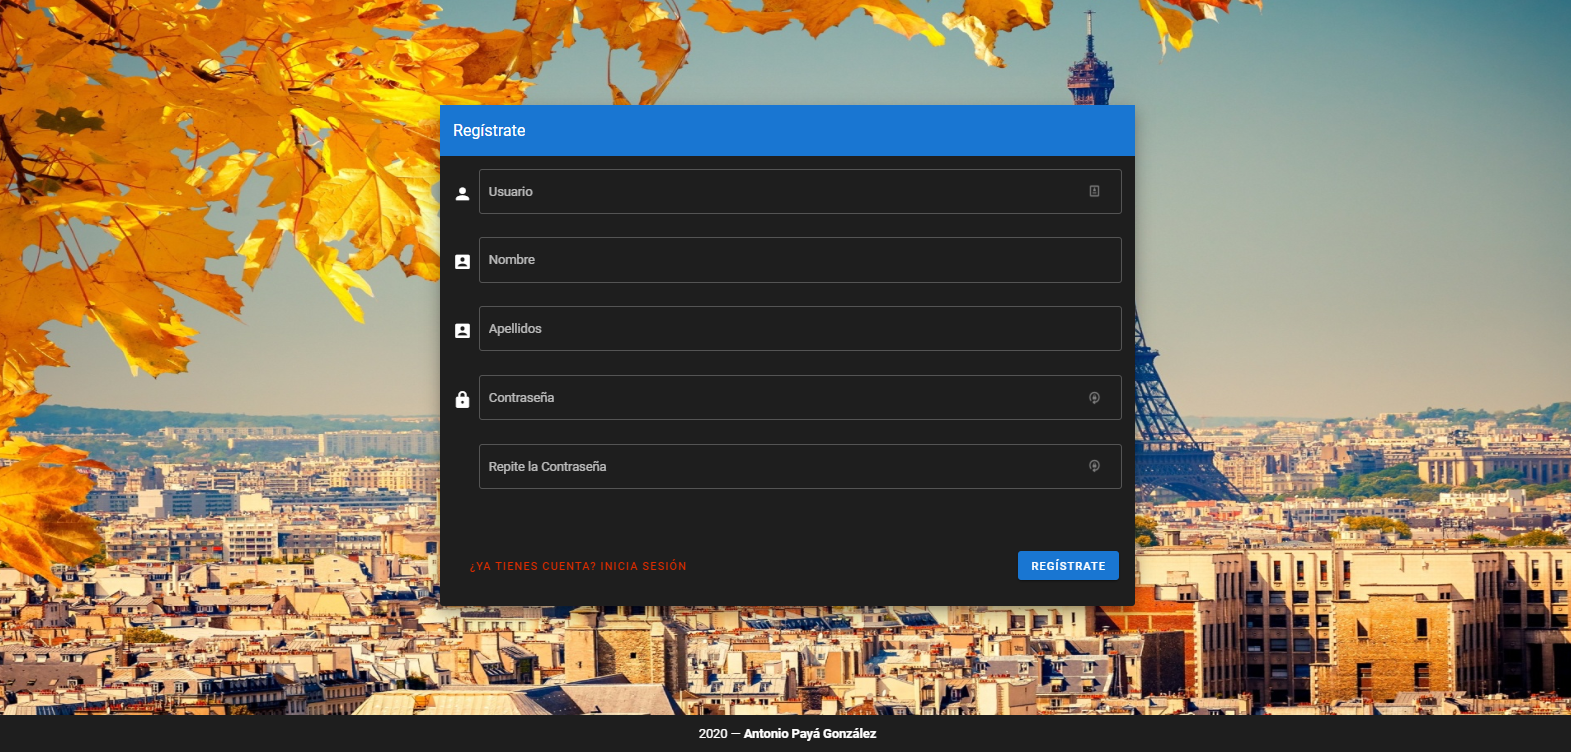 Regístrate
Usuario
Nombre
Apellidos
Contraseña
Repite la Contraseña
¿YA TIENES CUENTA? INICIA SESIÓN
REGÍSTRATE
2020 — Antonio Payá González